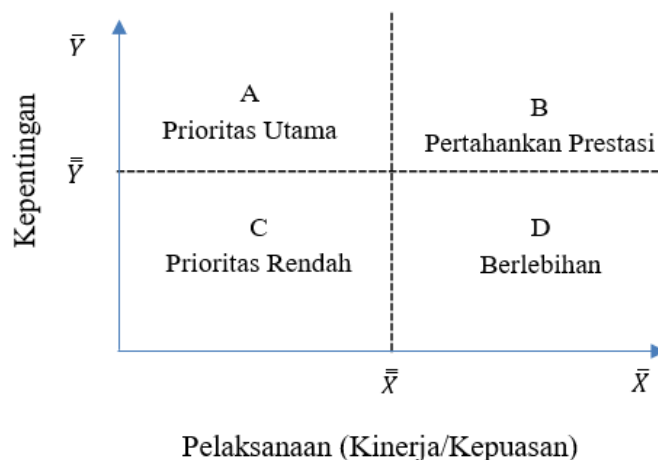 Ȳ
A
Prioritas Utama
B
Pertahankan Prestasi
Y̿
Kepentingan
C
Prioritas Rendah
D
Berlebihan
X̿
X̄
Pelaksanaan (Kinerja/Kepuasan)